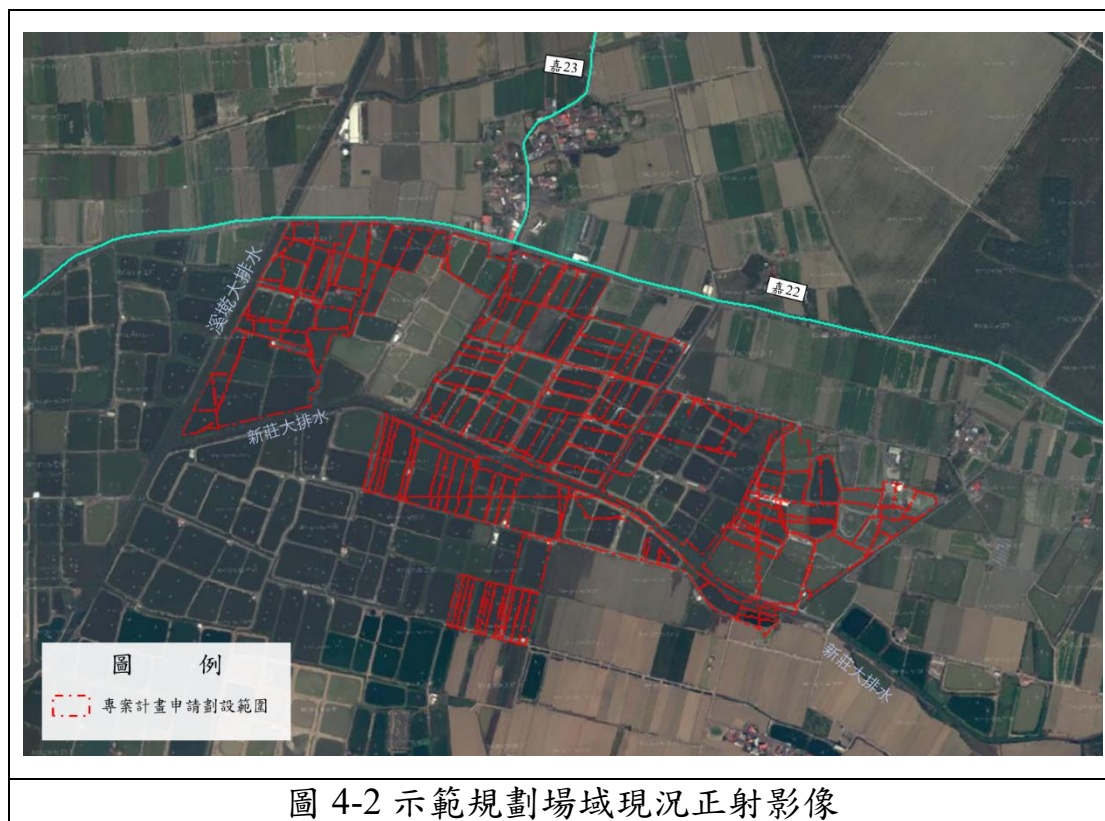 嘉23
溪墘大排水
嘉22
新莊大排水
新莊大排水
圖 例
專案計畫申請劃設範圍
圖 4-2 示範規劃場域現況正射影像